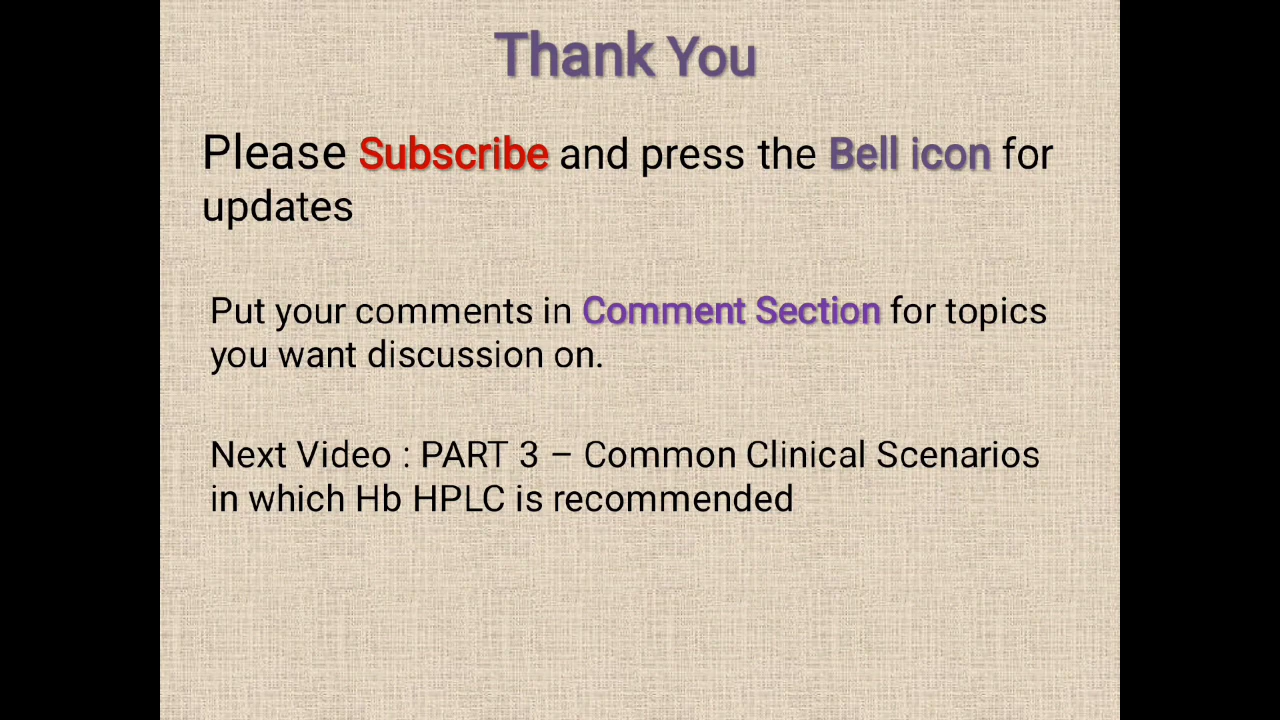 Thank You
Please Subscribe and press the Bell icon for
updates
Put your comments in Comment Section for topics
you want discussion on.
Next Video : PART 3 – Common Clinical Scenarios
in which Hb HPLC is recommended